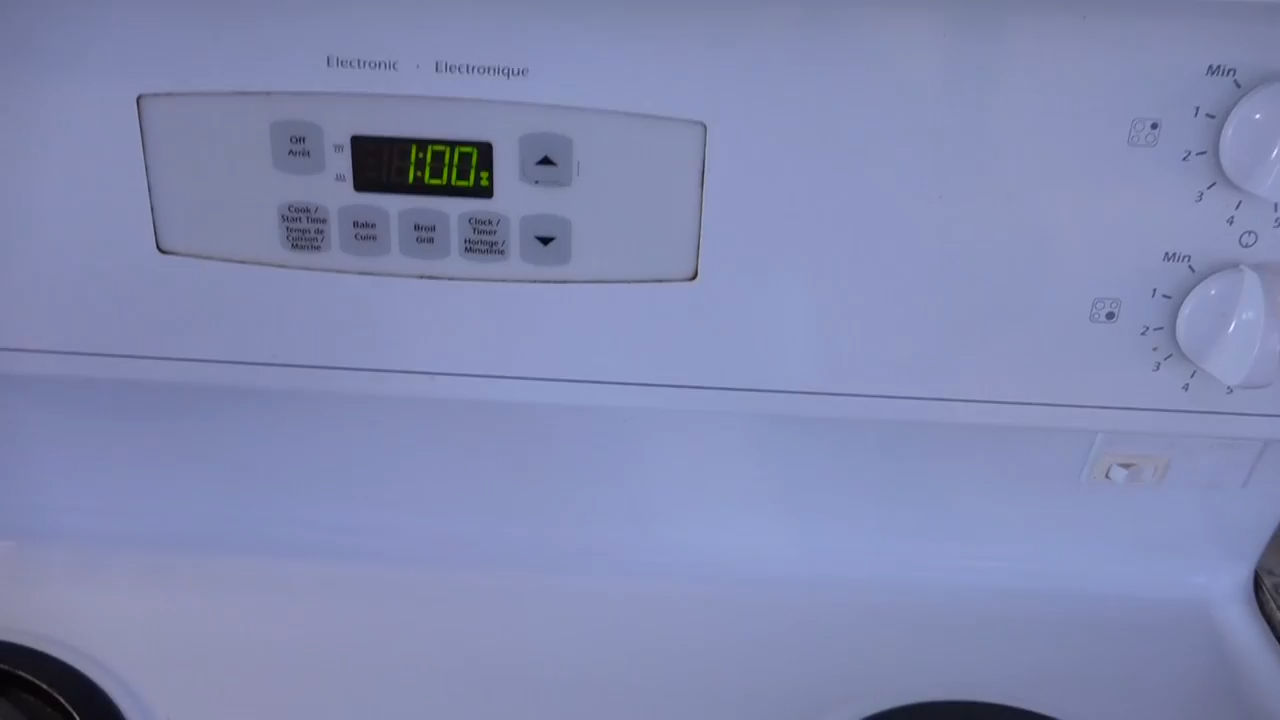 Electronic · Electronique
Off
Arrêt
1:00
Cook /
Start Time
Temps de
Cuisson /
Marche
Bake
Cuire
Broil
Gril
Clock /
Timer
Horloge /
Minuterie
Min
1
2
3
4
5
Min
1
2
3
4
5